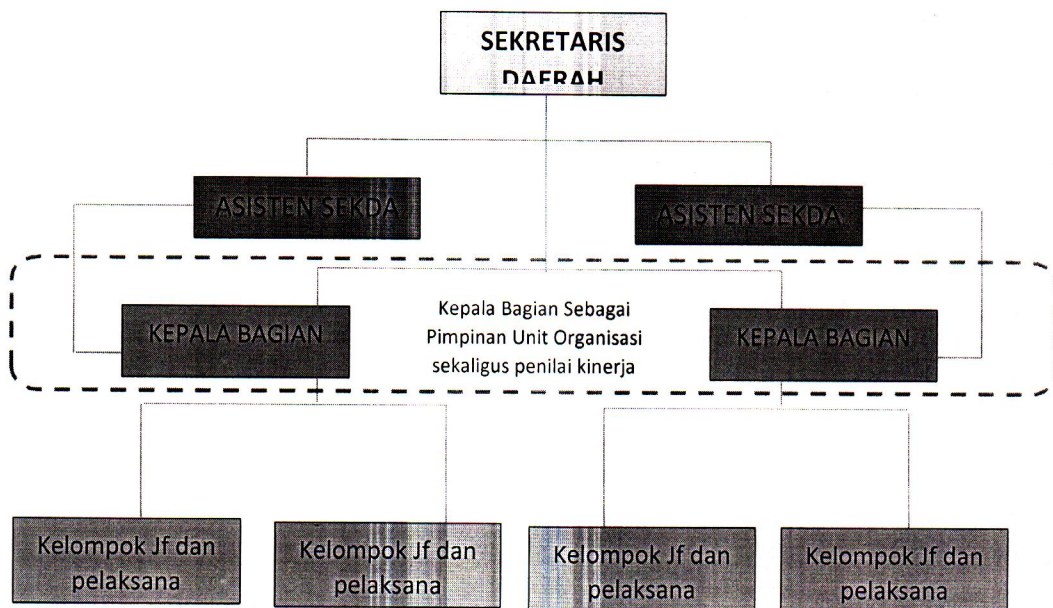 SEKRETARIS
DAERAH
ASISTEN SEKDA
ASISTEN SEKDA
KEPALA BAGIAN
Kepala Bagian Sebagai
Pimpinan Unit Organisasi
sekaligus penilai kinerja
KEPALA BAGIAN
Kelompok Jf dan
pelaksana
Kelompok Jf dan
pelaksana
Kelompok Jf dan
pelaksana
Kelompok Jf dan
pelaksana